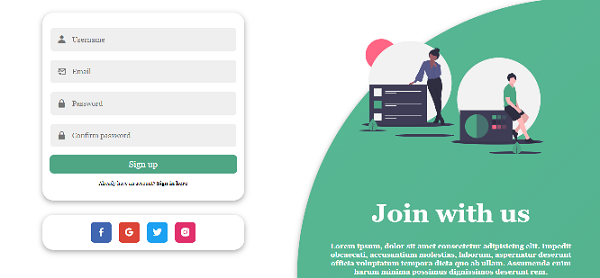 Username
Email
Password
Confirm password
Sign up
Already have an account? Sign in here
Join with us
Lorem ipsum, dolor sit amet consectetur adipisicing elit. Impedit
obcaecati, accusantium molestias, laborum, aspernatur deserunt
officia voluptatum tempora dicta quo ab ullam. Assumenda enim
harum minima possimus dignissimos deserunt rem.